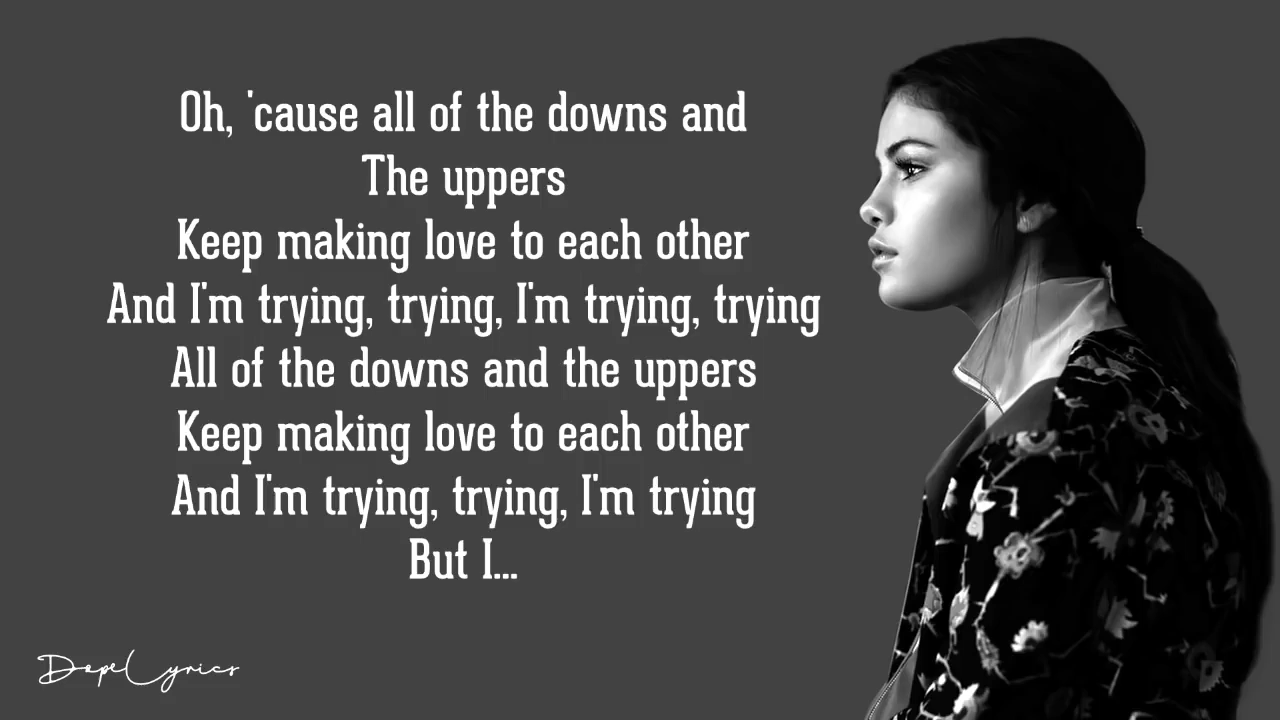 Oh, 'cause all of the downs and
The uppers
Keep making love to each other
And I'm trying, trying, I'm trying, trying
All of the downs and the uppers
Keep making love to each other
And I'm trying, trying, I'm trying
But I...
DopeLyrics